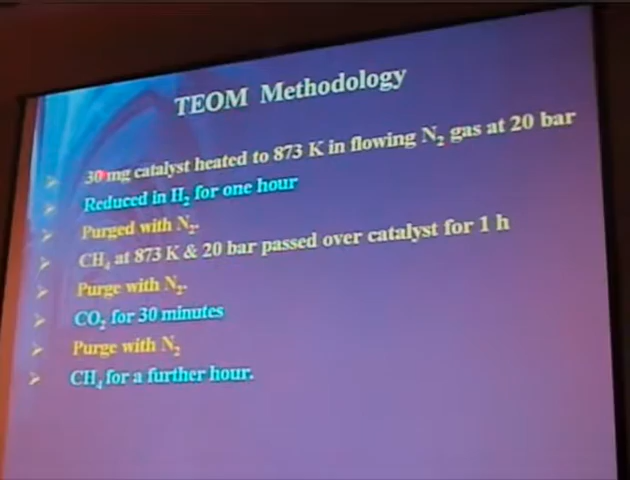 TEOM Methodology
30 mg catalyst heated to 873 K in flowing N₂ gas at 20 bar
Reduced in H₂ for one hour
Purged with N₂.
CH₄ at 873 K & 20 bar passed over catalyst for 1 h
Purge with N₂.
CO₂ for 30 minutes
Purge with N₂
CH₄ for a further hour.